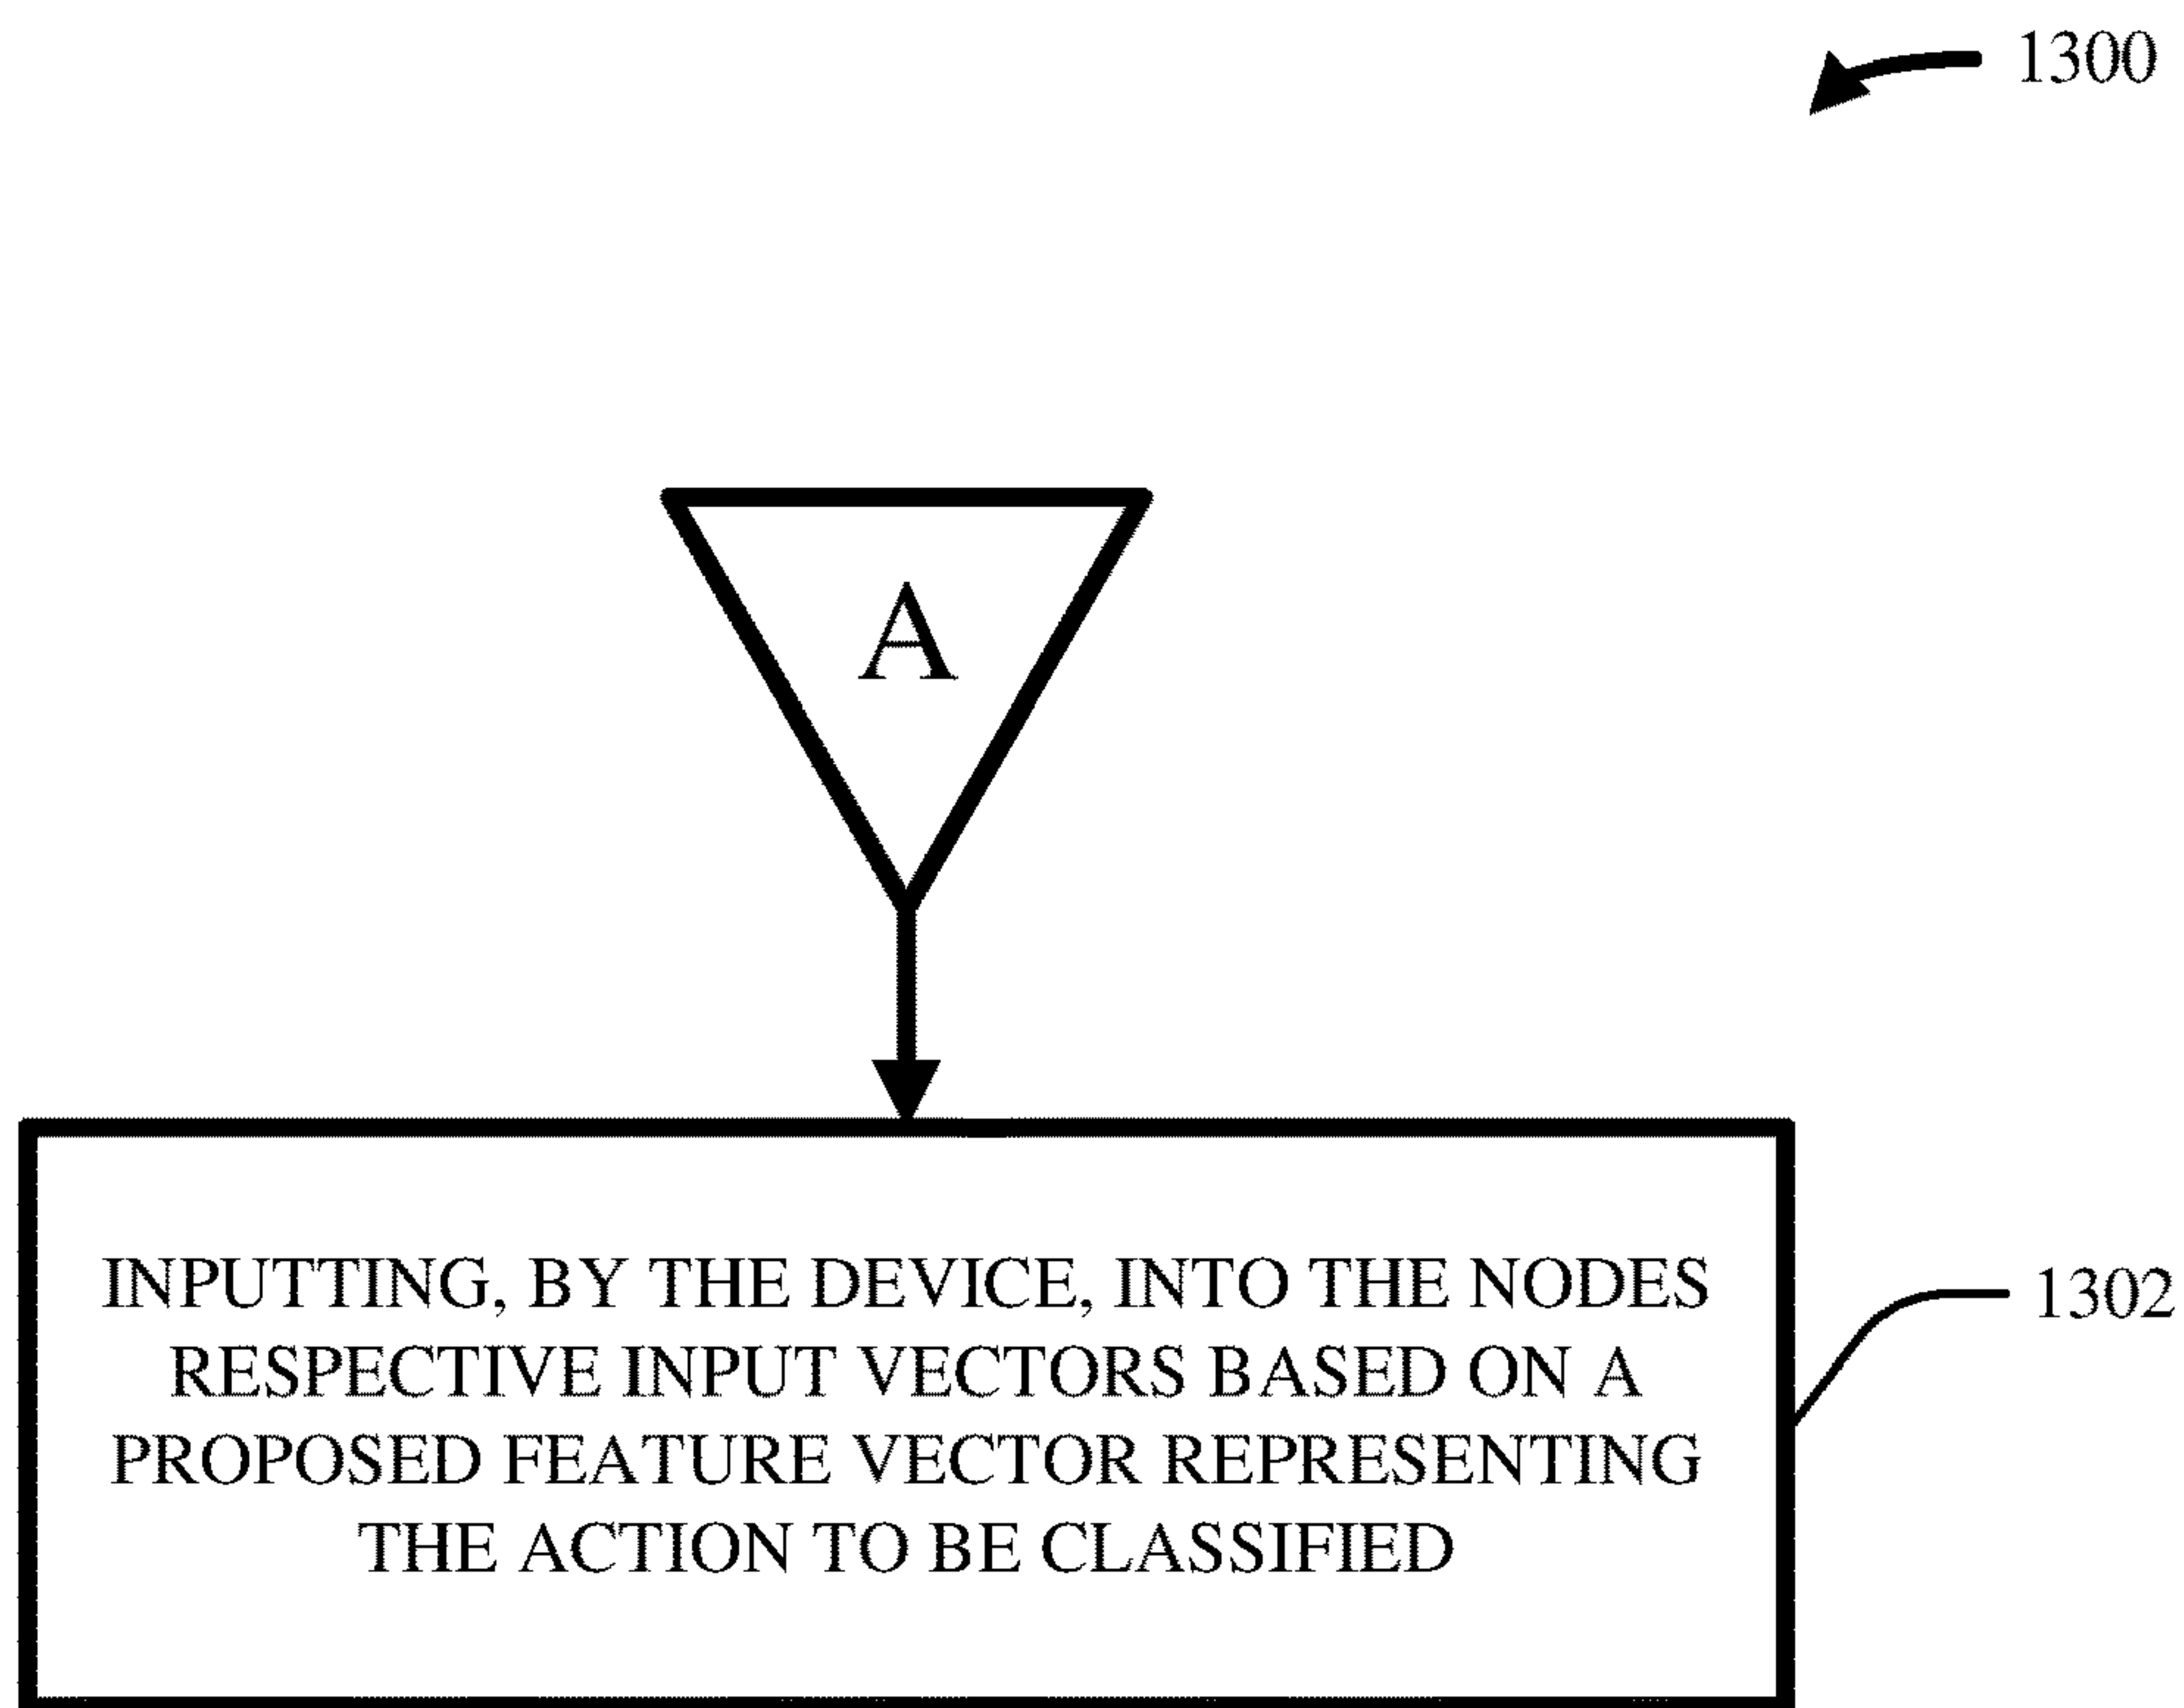 1300
A
INPUTTING, BY THE DEVICE, INTO THE NODES
RESPECTIVE INPUT VECTORS BASED ON A
PROPOSED FEATURE VECTOR REPRESENTING
THE ACTION TO BE CLASSIFIED
1302